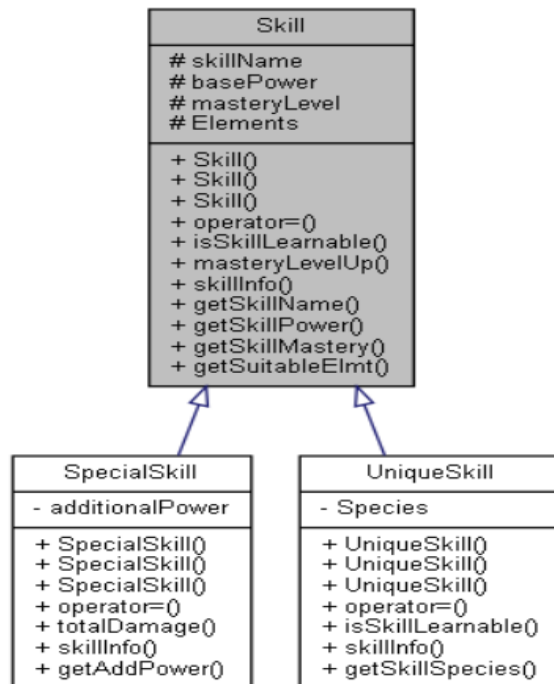 Skill
# skillName
# basePower
# masteryLevel
# Elements
+ Skill()
+ Skill()
+ Skill()
+ operator=()
+ isSkillLearnable()
+ masteryLevelUp()
+ skillInfo()
+ getSkillName()
+ getSkillPower()
+ getSkillMastery()
+ getSuitableElmt()
SpecialSkill
- additionalPower
+ SpecialSkill()
+ SpecialSkill()
+ SpecialSkill()
+ operator=()
+ totalDamage()
+ skillInfo()
+ getAddPower()
UniqueSkill
- Species
+ UniqueSkill()
+ UniqueSkill()
+ UniqueSkill()
+ operator=()
+ isSkillLearnable()
+ skillInfo()
+ getSkillSpecies()